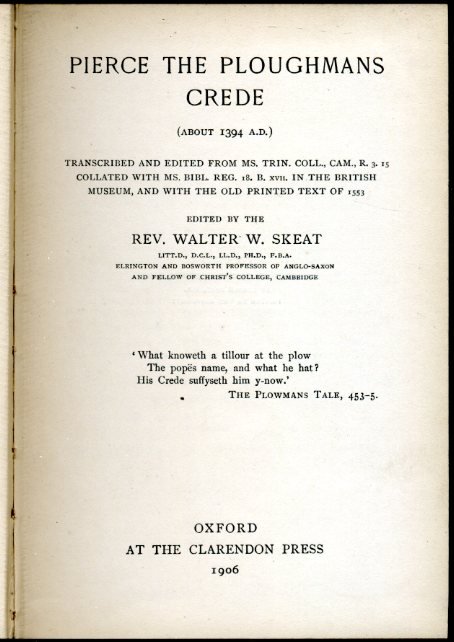 PIERCE THE PLOUGHMANS
CREDE
(ABOUT 1394 A.D.)
TRANSCRIBED AND EDITED FROM MS. TRIN. COLL., CAM., R. 3. 15
COLLATED WITH MS. BIBL. REG. 18. B. XVII. IN THE BRITISH
MUSEUM, AND WITH THE OLD PRINTED TEXT OF 1553
EDITED BY THE
REV. WALTER W. SKEAT
LITT.D., D.C.L., LL.D., PH.D., F.B.A.
ELRINGTON AND BOSWORTH PROFESSOR OF ANGLO-SAXON
AND FELLOW OF CHRIST'S COLLEGE, CAMBRIDGE
‘What knoweth a tillour at the plow
The popës name, and what he hat?
His Crede suffyseth him y-now.’
THE PLOWMANS TALE, 453-5.
OXFORD
AT THE CLARENDON PRESS
1906